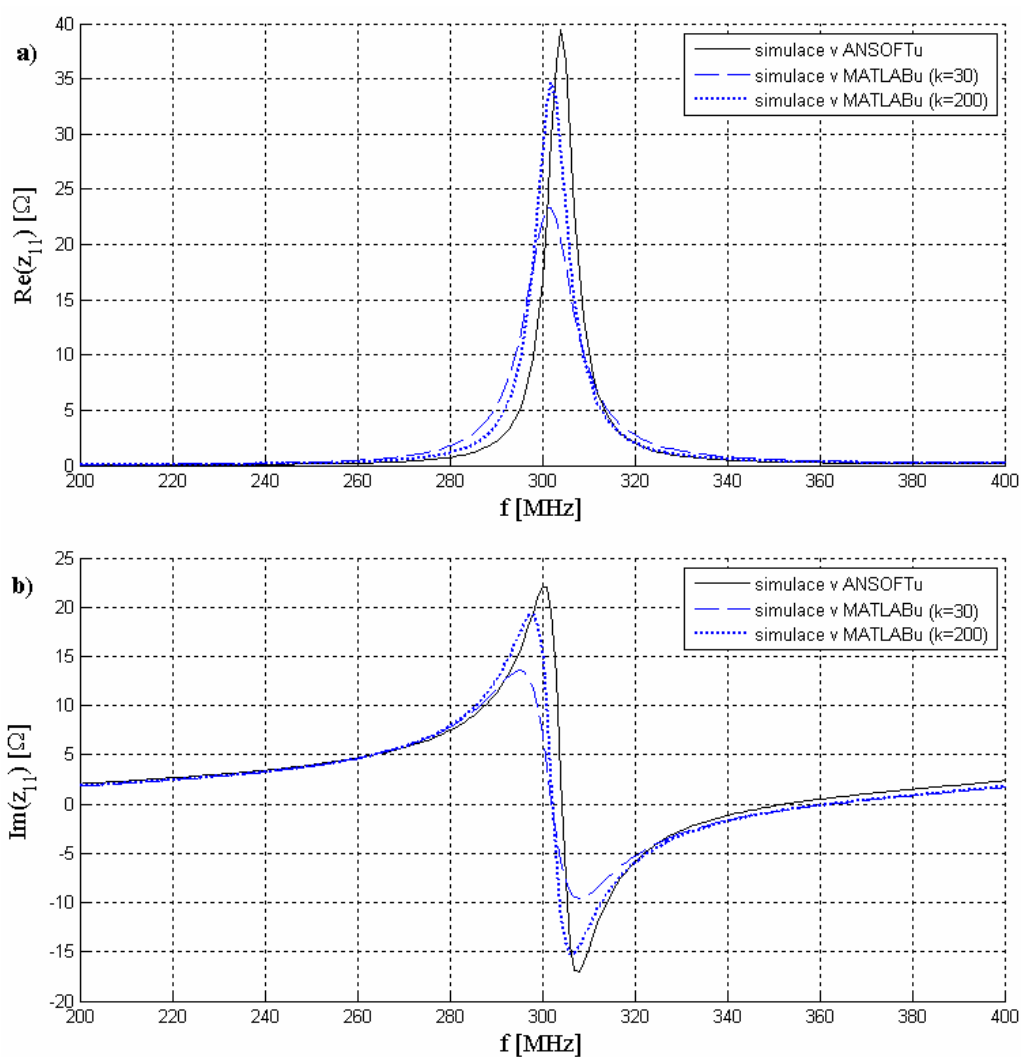 a)
40
35
30
25
20
15
10
5
0
Re(z11) [Ω]
simulace v ANSOFTu
simulace v MATLABu (k=30)
simulace v MATLABu (k=200)
200 220 240 260 280 300 320 340 360 380 400
f [MHz]
b)
25
20
15
10
5
0
-5
-10
-15
-20
Im(z11) [Ω]
simulace v ANSOFTu
simulace v MATLABu (k=30)
simulace v MATLABu (k=200)
200 220 240 260 280 300 320 340 360 380 400
f [MHz]